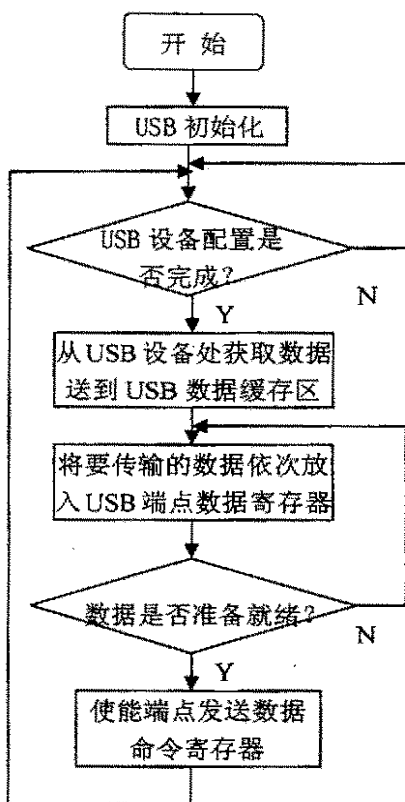 开 始
USB 初始化
USB 设备配置是
否完成?
N
Y
从USB 设备处获取数据
送到 USB 数据缓存区
将要传输的数据依次放
入 USB 端点数据寄存器
数据是否准备就绪?
N
Y
使能端点发送数据
命令寄存器